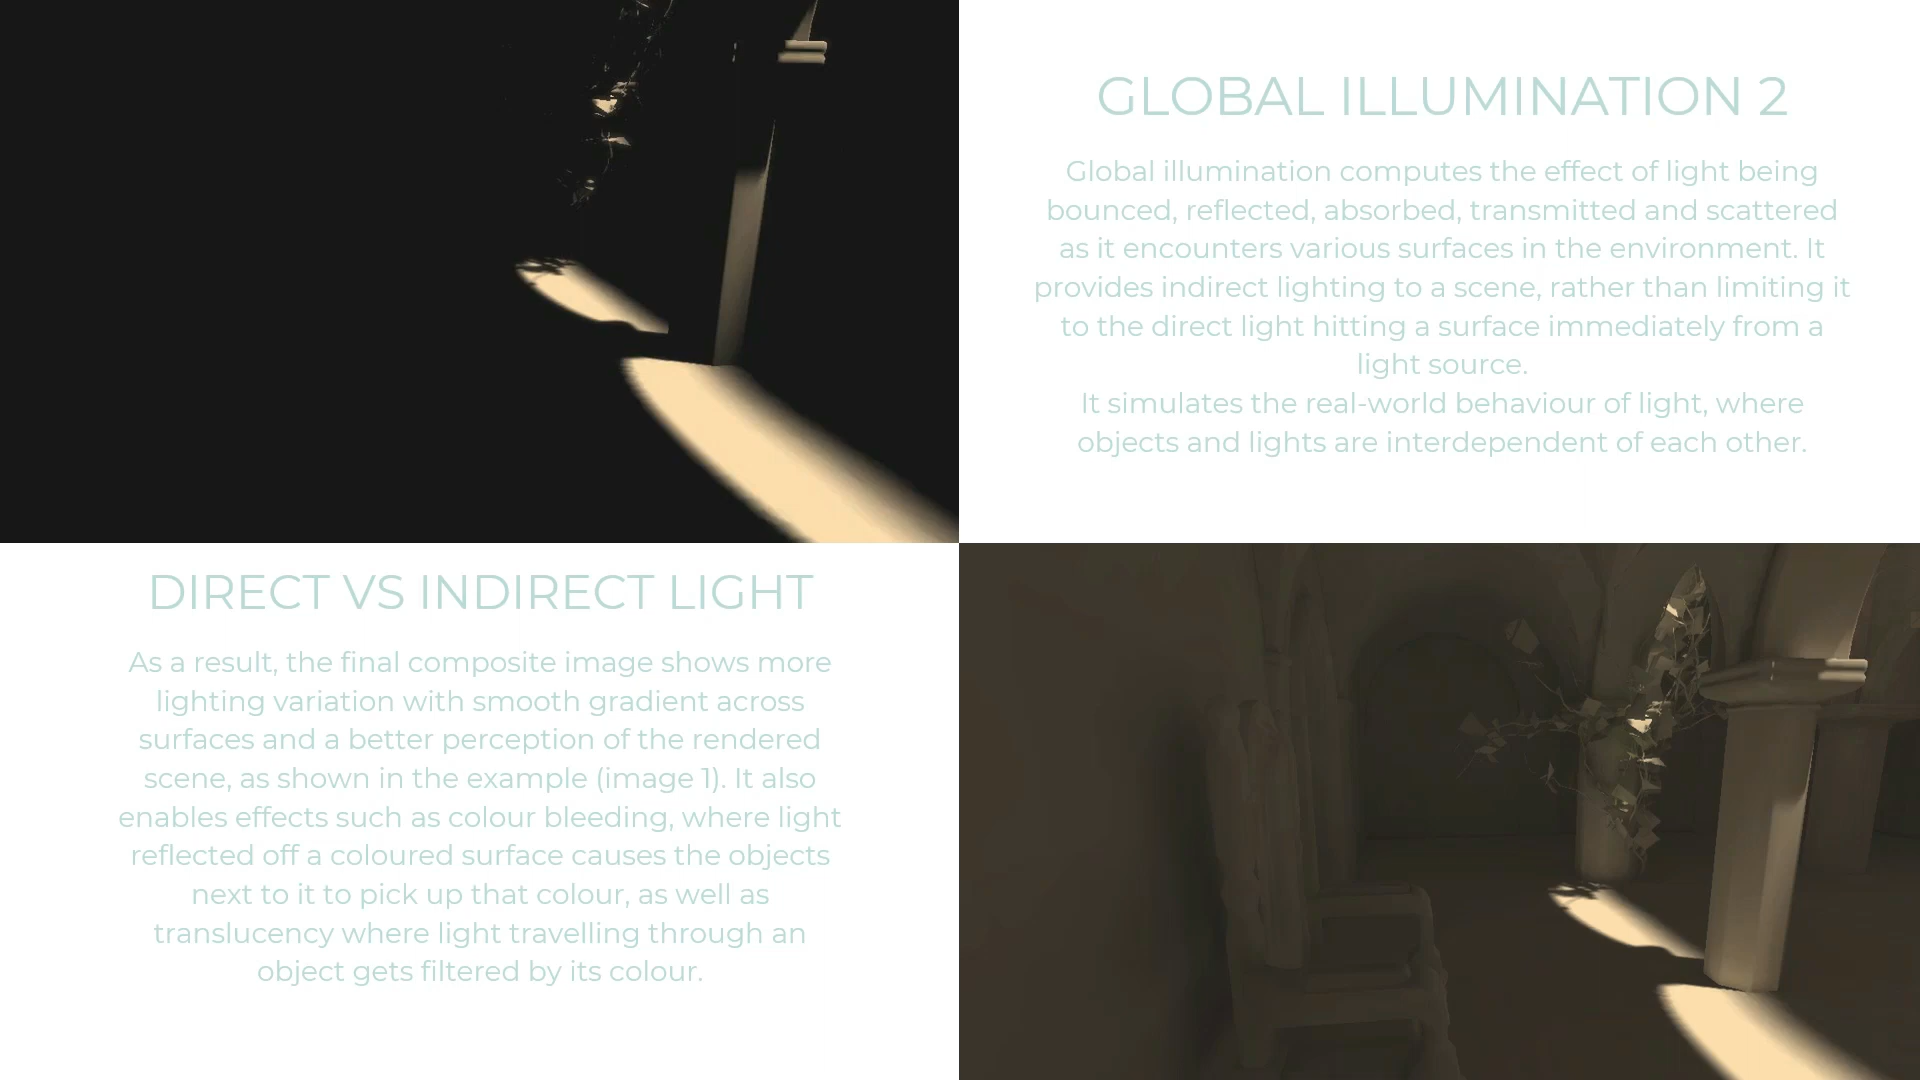 GLOBAL ILLUMINATION 2
Global illumination computes the effect of light being
bounced, reflected, absorbed, transmitted and scattered
as it encounters various surfaces in the environment. It
provides indirect lighting to a scene, rather than limiting it
to the direct light hitting a surface immediately from a
light source.
It simulates the real-world behaviour of light, where
objects and lights are interdependent of each other.
DIRECT VS INDIRECT LIGHT
As a result, the final composite image shows more
lighting variation with smooth gradient across
surfaces and a better perception of the rendered
scene, as shown in the example (image 1). It also
enables effects such as colour bleeding, where light
reflected off a coloured surface causes the objects
next to it to pick up that colour, as well as
translucency where light travelling through an
object gets filtered by its colour.